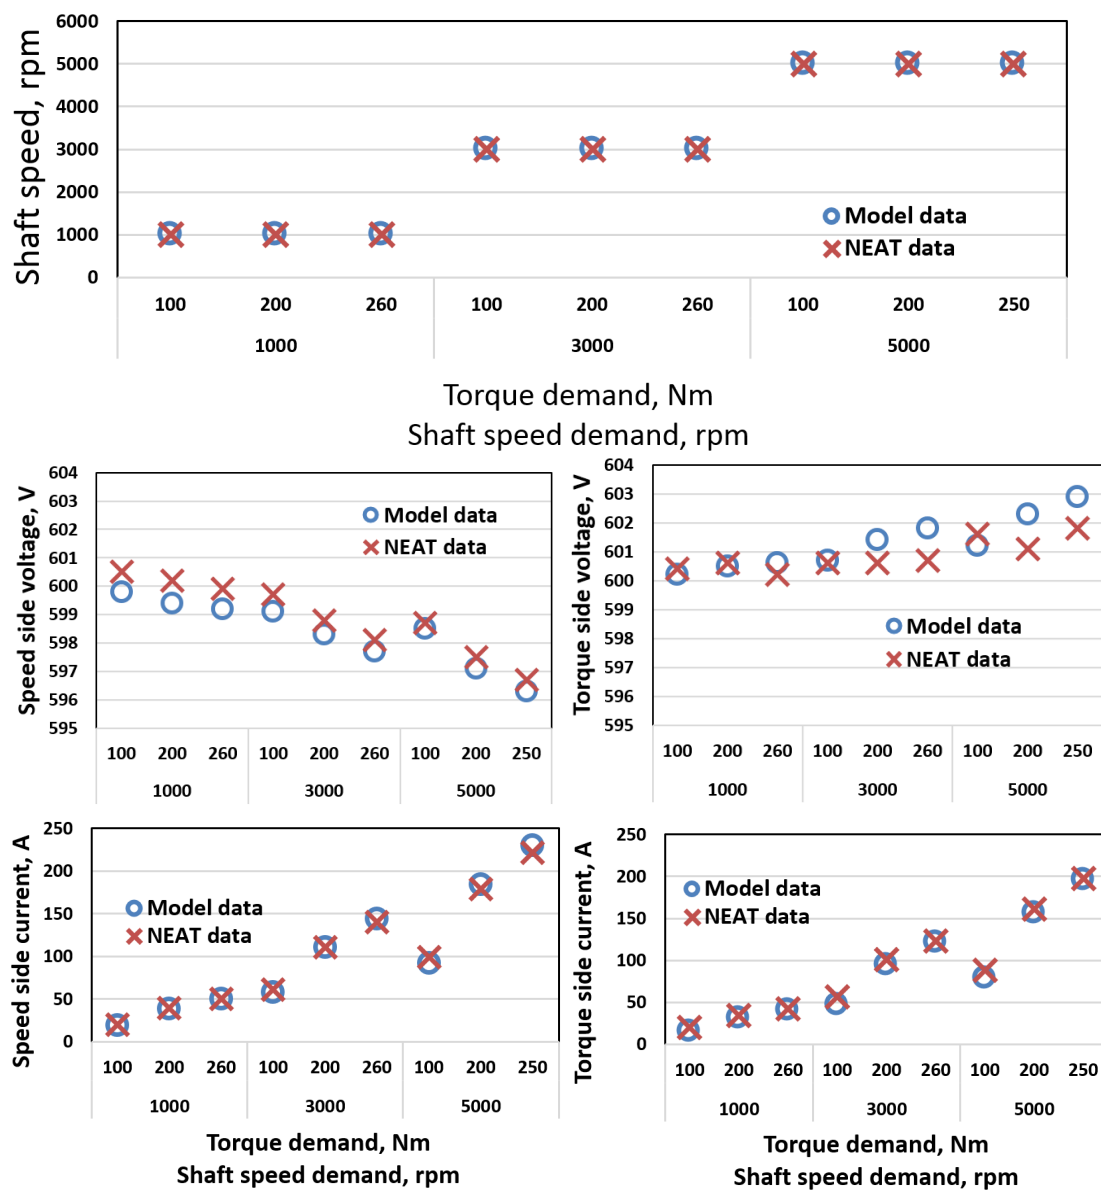 Shaft speed, rpm
6000
5000
4000
3000
2000
1000
0
Model data
NEAT data
100 200 260 100 200 260 100 200 250
1000 3000 5000
Torque demand, Nm
Shaft speed demand, rpm
Speed side voltage, V
604
603
602
601
600
599
598
597
596
595
Model data
NEAT data
100 200 260 100 200 260 100 200 250
1000 3000 5000
Torque side voltage, V
604
603
602
601
600
599
598
597
596
595
Model data
NEAT data
100 200 260 100 200 260 100 200 250
1000 3000 5000
Speed side current, A
250
200
150
100
50
0
Model data
NEAT data
100 200 260 100 200 260 100 200 250
1000 3000 5000
Torque demand, Nm
Shaft speed demand, rpm
Torque side current, A
250
200
150
100
50
0
Model data
NEAT data
100 200 260 100 200 260 100 200 250
1000 3000 5000
Torque demand, Nm
Shaft speed demand, rpm